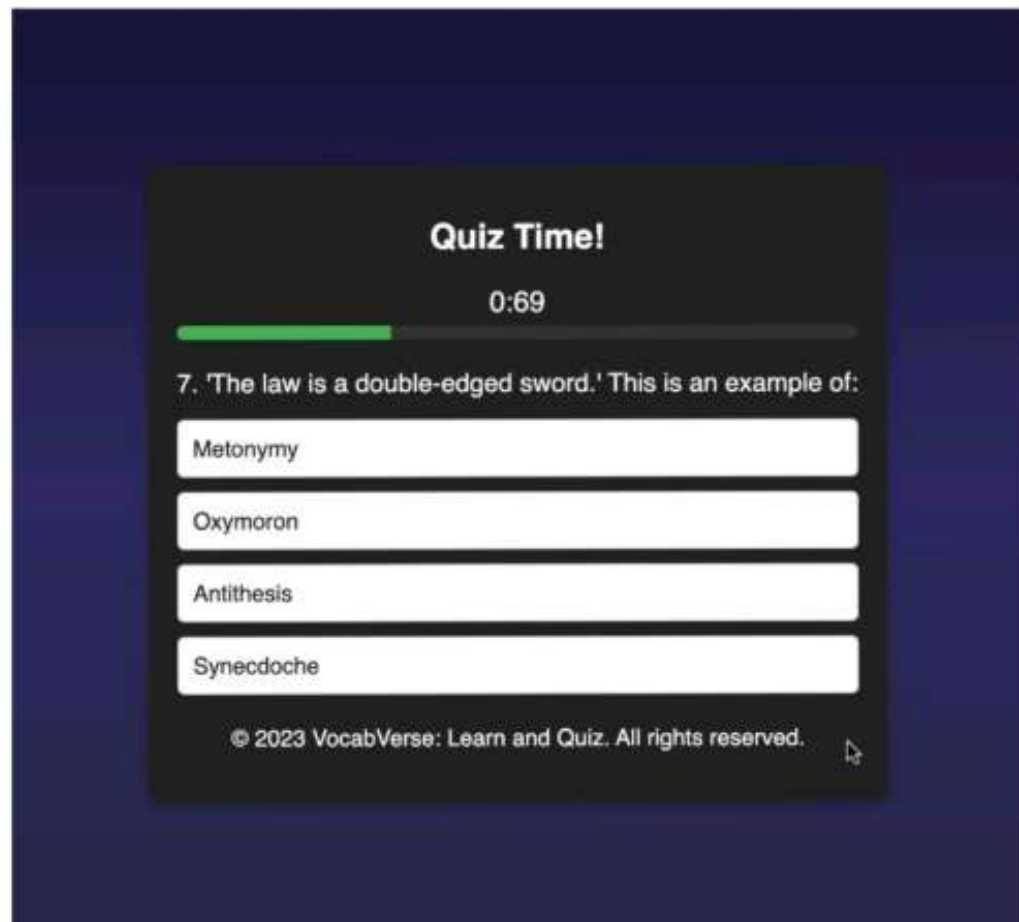 Quiz Time!
0:69
7. 'The law is a double-edged sword.' This is an example of:
Metonymy
Oxymoron
Antithesis
Synecdoche
© 2023 VocabVerse: Learn and Quiz. All rights reserved.